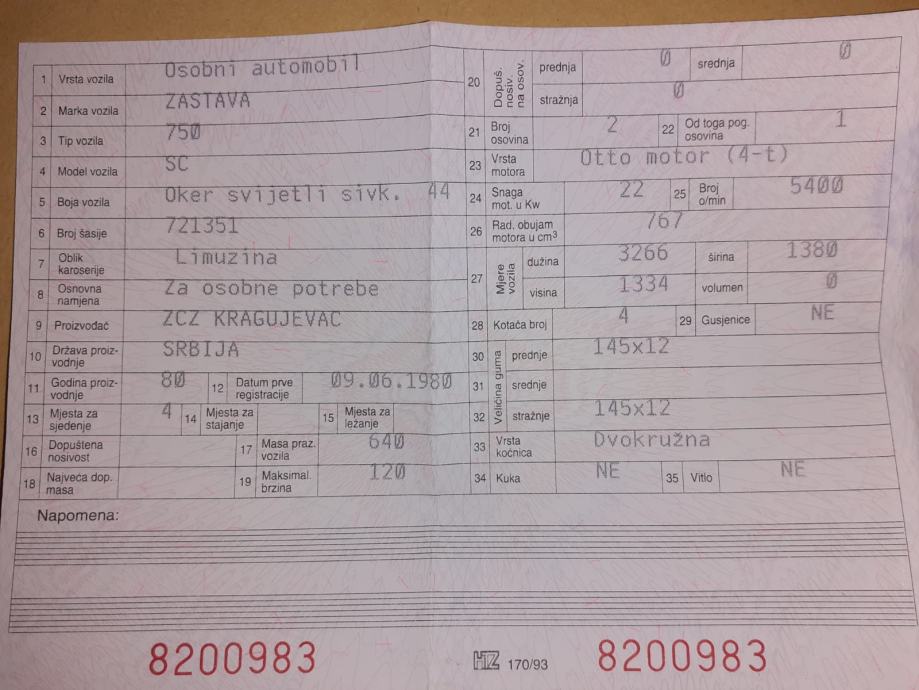 1 Vrsta vozila Osobni automobil
2 Marka vozila ZASTAVA
3 Tip vozila 750
4 Model vozila SC
5 Boja vozila Oker svijetli sivk. 44
6 Broj šasije 721351
7 Oblik karoserije Limuzina
8 Osnovna namjena Za osobne potrebe
9 Proizvođač ZCZ KRAGUJEVAC
10 Država proiz-vodnje SRBIJA
11 Godina proiz-vodnje 80 12 Datum prve registracije 09.06.1980
13 Mjesta za sjedenje 4 14 Mjesta za stajanje 15 Mjesta za ležanje
16 Dopuštena nosivost 17 Masa praz. vozila 640
18 Najveća dop. masa 19 Maksimal. brzina 120
20 Dopuš. nosiv. na osov. prednja 0 srednja 0
stražnja 0
21 Broj osovina 2 22 Od toga pog. osovina 1
23 Vrsta motora Otto motor (4-t)
24 Snaga mot. u Kw 22 25 Broj o/min 5400
26 Rad. obujam motora u cm³ 767
27 Mjere vozila dužina 3266 širina 1380
visina 1334 volumen 0
28 Kotača broj 4 29 Gusjenice NE
30 Veličina guma prednje 145x12
31 srednje
32 stražnje 145x12
33 Vrsta kočnica Dvokružna
34 Kuka NE 35 Vitlo NE
Napomena:
8200983 HTZ 170/93 8200983